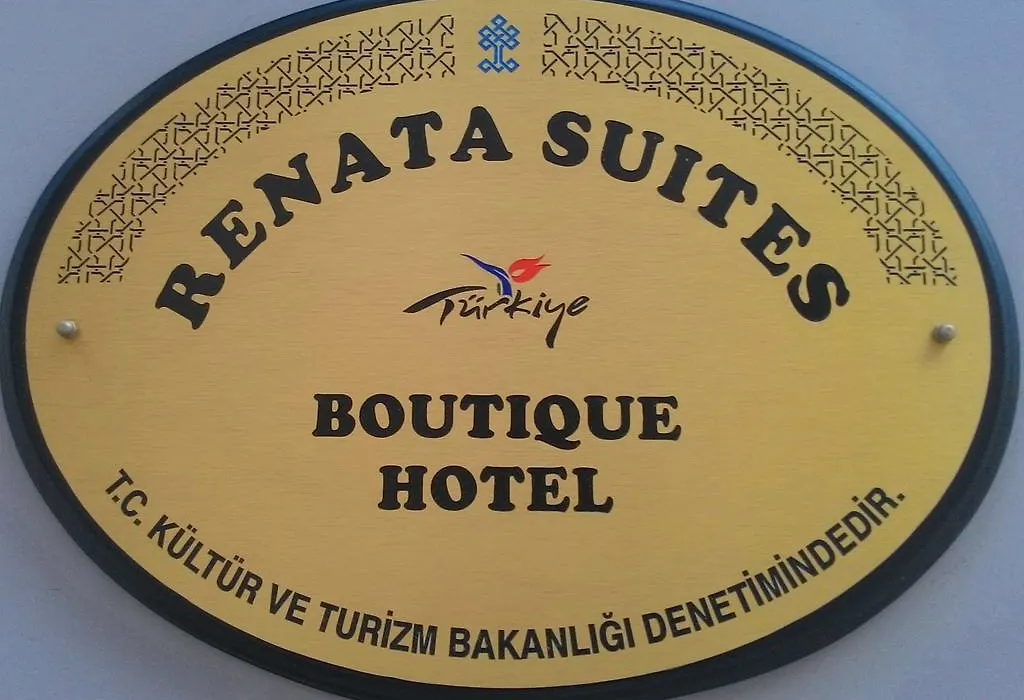 RENATA SUITES
Türkiye
BOUTIQUE
HOTEL
T.C. KÜLTÜR VE TURİZM BAKANLIĞI DENETİMİNDEDİR.